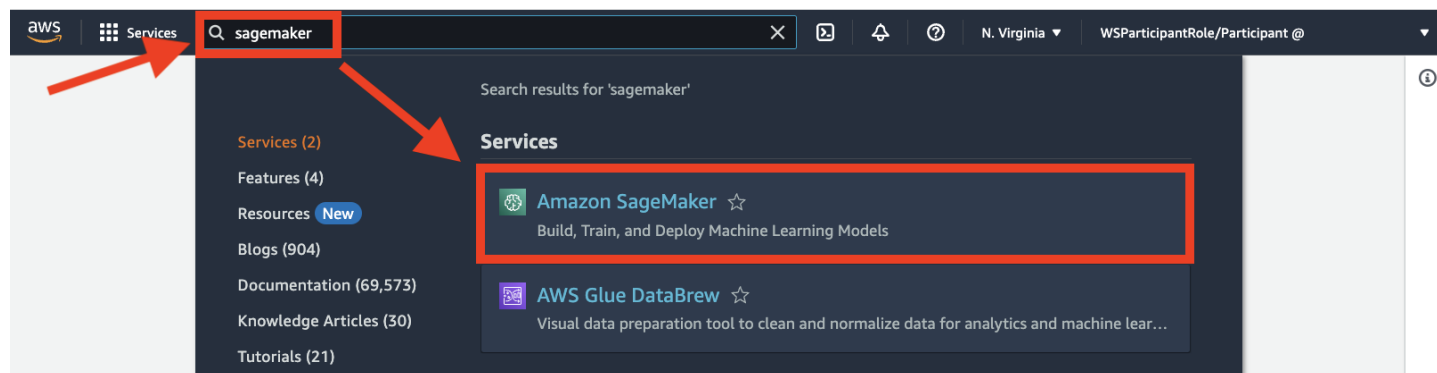 aws Services sagemaker N. Virginia ▼ WSParticipantRole/Participant @ ▼
Search results for 'sagemaker'
Services (2)
Features (4)
Resources New
Blogs (904)
Documentation (69,573)
Knowledge Articles (30)
Tutorials (21)
Services
Amazon SageMaker
Build, Train, and Deploy Machine Learning Models
AWS Glue DataBrew
Visual data preparation tool to clean and normalize data for analytics and machine lear...